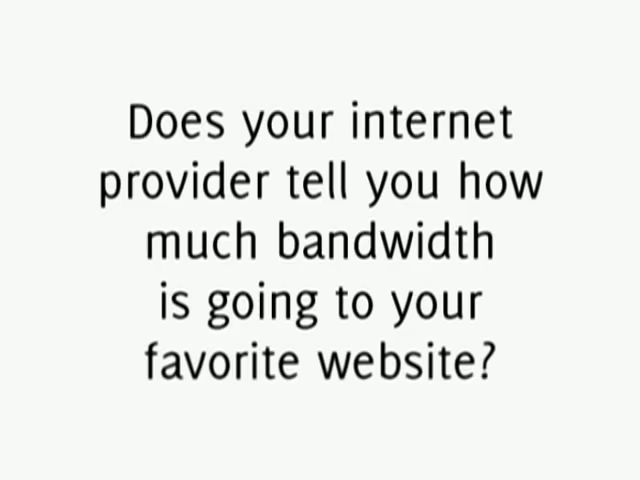 Does your internet
provider tell you how
much bandwidth
is going to your
favorite website?